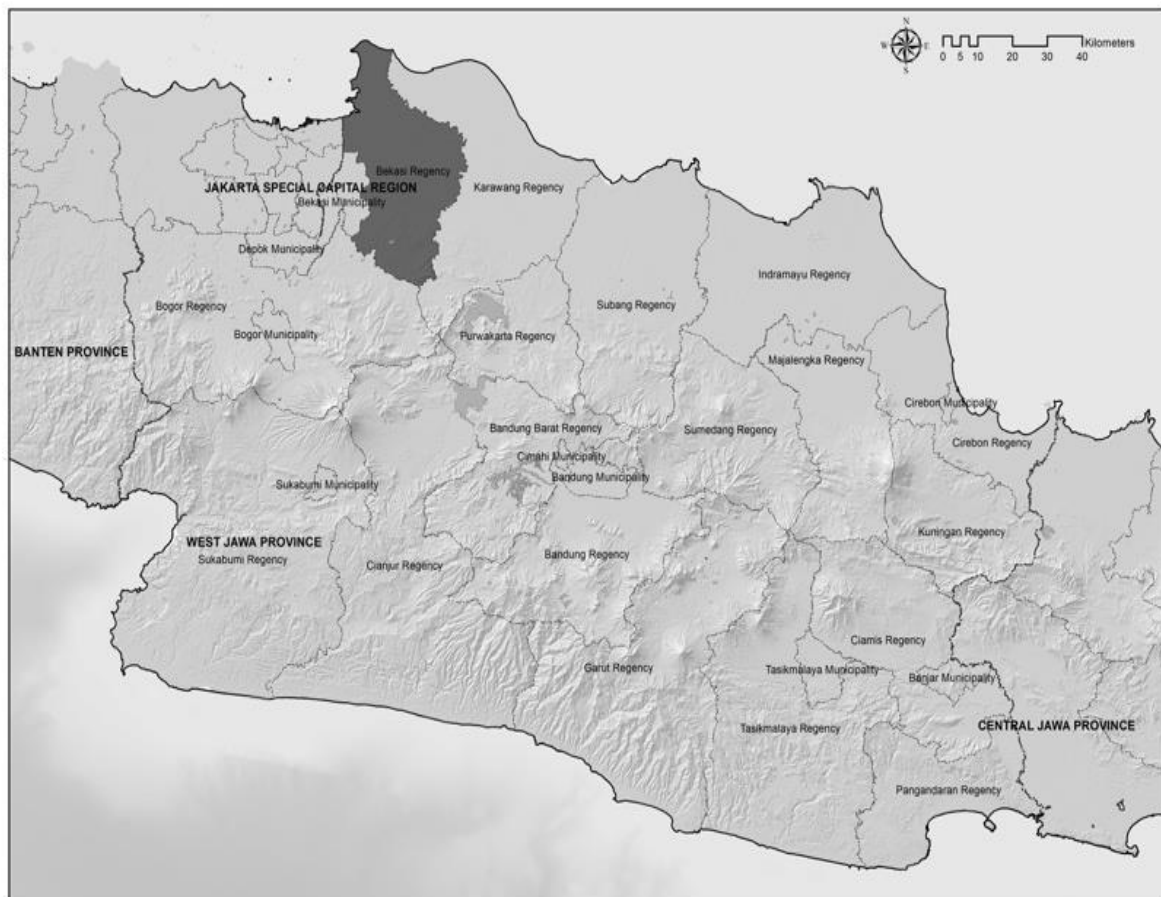 N
W E
S
Kilometers
0 5 10 20 30 40
Bekasi Regency
JAKARTA SPECIAL CAPITAL REGION
Karawang Regency
Bekasi Municipality
Depok Municipality
Indramayu Regency
Bogor Regency
Subang Regency
Bogor Municipality
Purwakarta Regency
BANTEN PROVINCE
Majalengka Regency
Cirebon Municipality
Bandung Barat Regency
Sumedang Regency
Cirebon Regency
Cimahi Municipality
Bandung Municipality
Sukabumi Municipality
Kuningan Regency
WEST JAWA PROVINCE
Sukabumi Regency
Cianjur Regency
Bandung Regency
Ciamis Regency
Garut Regency
Tasikmalaya Municipality
Banjar Municipality
Tasikmalaya Regency
CENTRAL JAWA PROVINCE
Pangandaran Regency